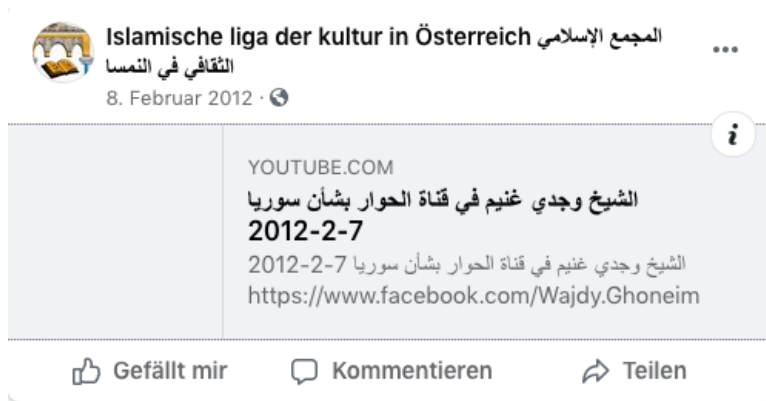 Islamische liga der kultur in Österreich المجمع الإسلامي
الثقافي في النمسا
8. Februar 2012 ·
YOUTUBE.COM
الشيخ وجدي غنيم في قناة الحوار بشأن سوريا
2012-2-7
الشيخ وجدي غنيم في قناة الحوار بشأن سوريا 7-2-2012
https://www.facebook.com/Wajdy.Ghoneim
Gefällt mir Kommentieren Teilen